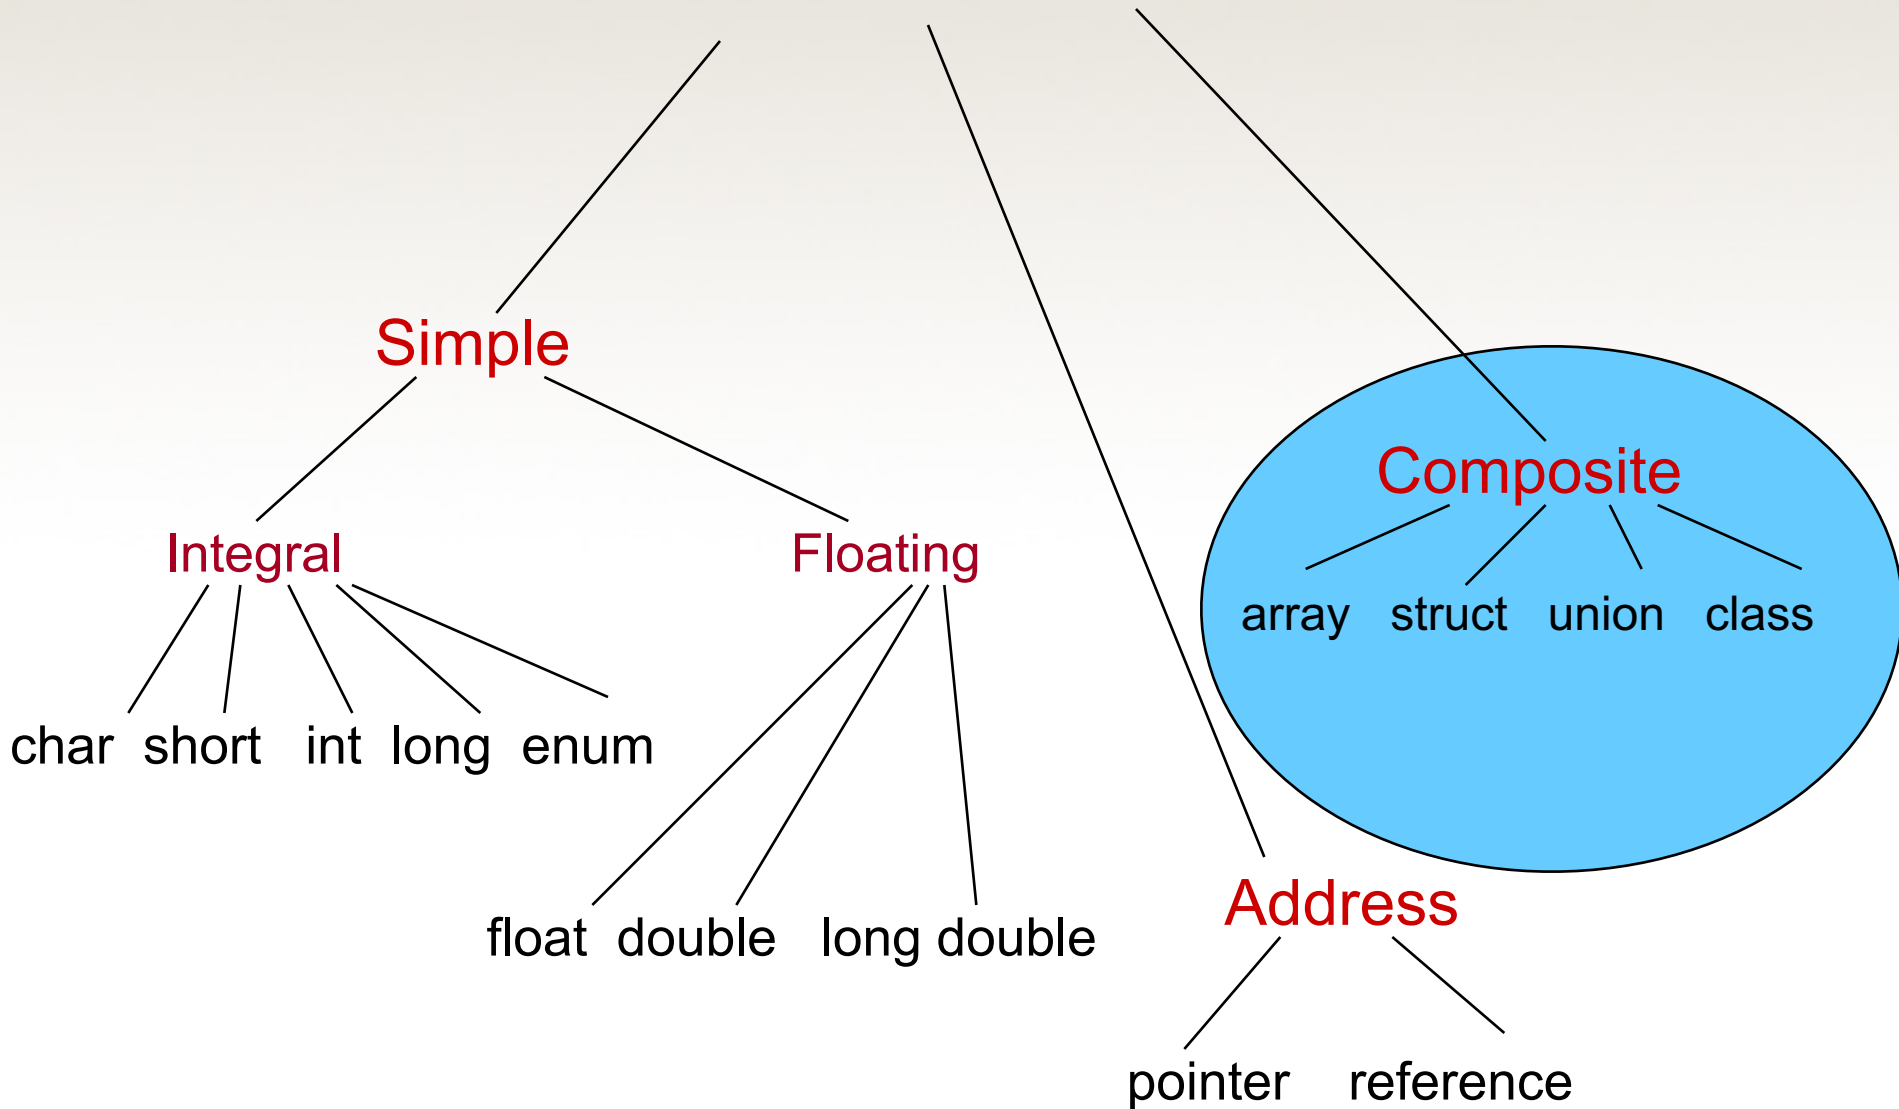 Simple
Composite
Integral Floating
array struct union class
char short int long enum
Address
float double long double
pointer reference